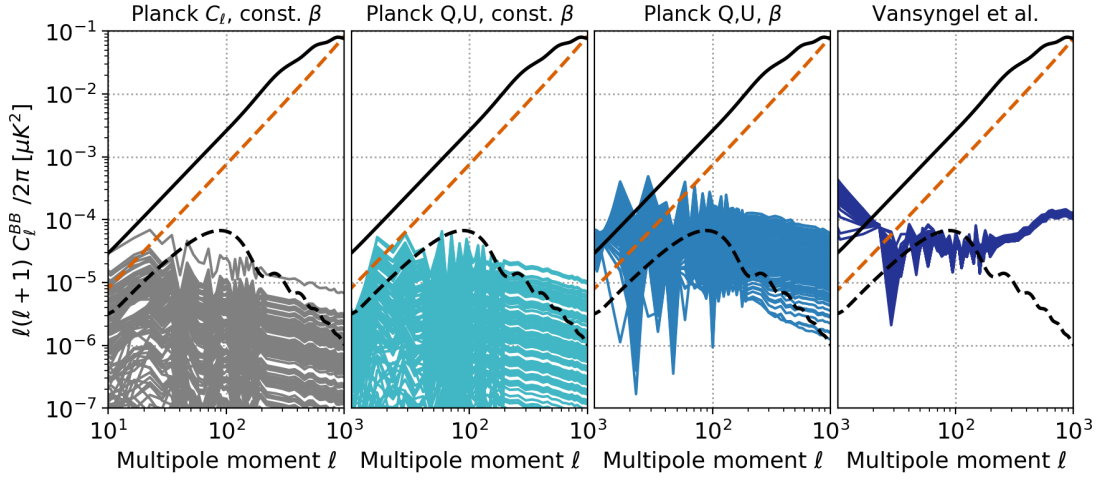 Planck $C_\ell$, const. $\beta$
Planck Q,U, const. $\beta$
Planck Q,U, $\beta$
Vansyngel et al.
$\ell(\ell + 1)\ C_\ell^{BB}\ /2\pi\ [\mu K^2]$
$10^{-1}$
$10^{-2}$
$10^{-3}$
$10^{-4}$
$10^{-5}$
$10^{-6}$
$10^{-7}$
$10^1$ $10^2$ $10^3$ $10^2$ $10^3$ $10^2$ $10^3$ $10^2$ $10^3$
Multipole moment $\ell$
Multipole moment $\ell$
Multipole moment $\ell$
Multipole moment $\ell$